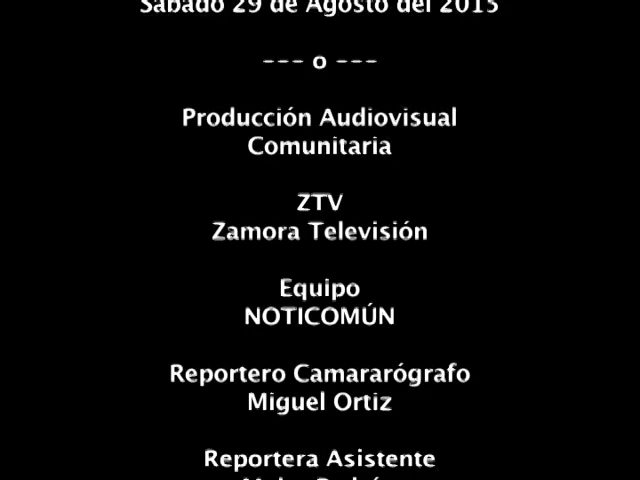 Sábado 29 de Agosto del 2015
--- o ---
Producción Audiovisual
Comunitaria
ZTV
Zamora Televisión
Equipo
NOTICOMÚN
Reportero Camararógrafo
Miguel Ortiz
Reportera Asistente